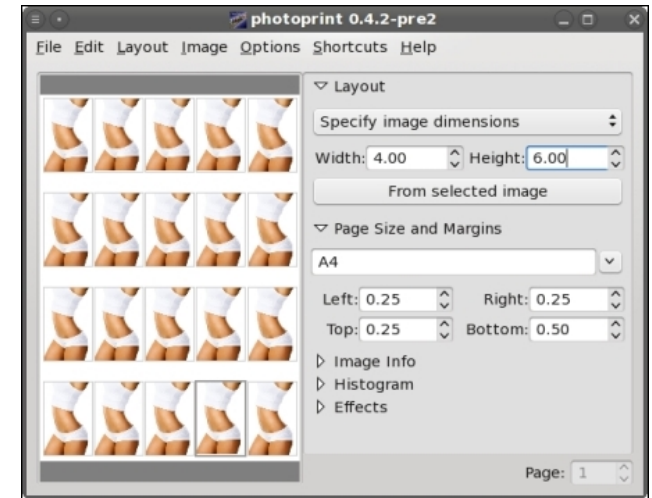 photoprint 0.4.2-pre2
File Edit Layout Image Options Shortcuts Help
Layout
Specify image dimensions
Width: 4.00 Height: 6.00
From selected image
Page Size and Margins
A4
Left: 0.25 Right: 0.25
Top: 0.25 Bottom: 0.50
Image Info
Histogram
Effects
Page: 1